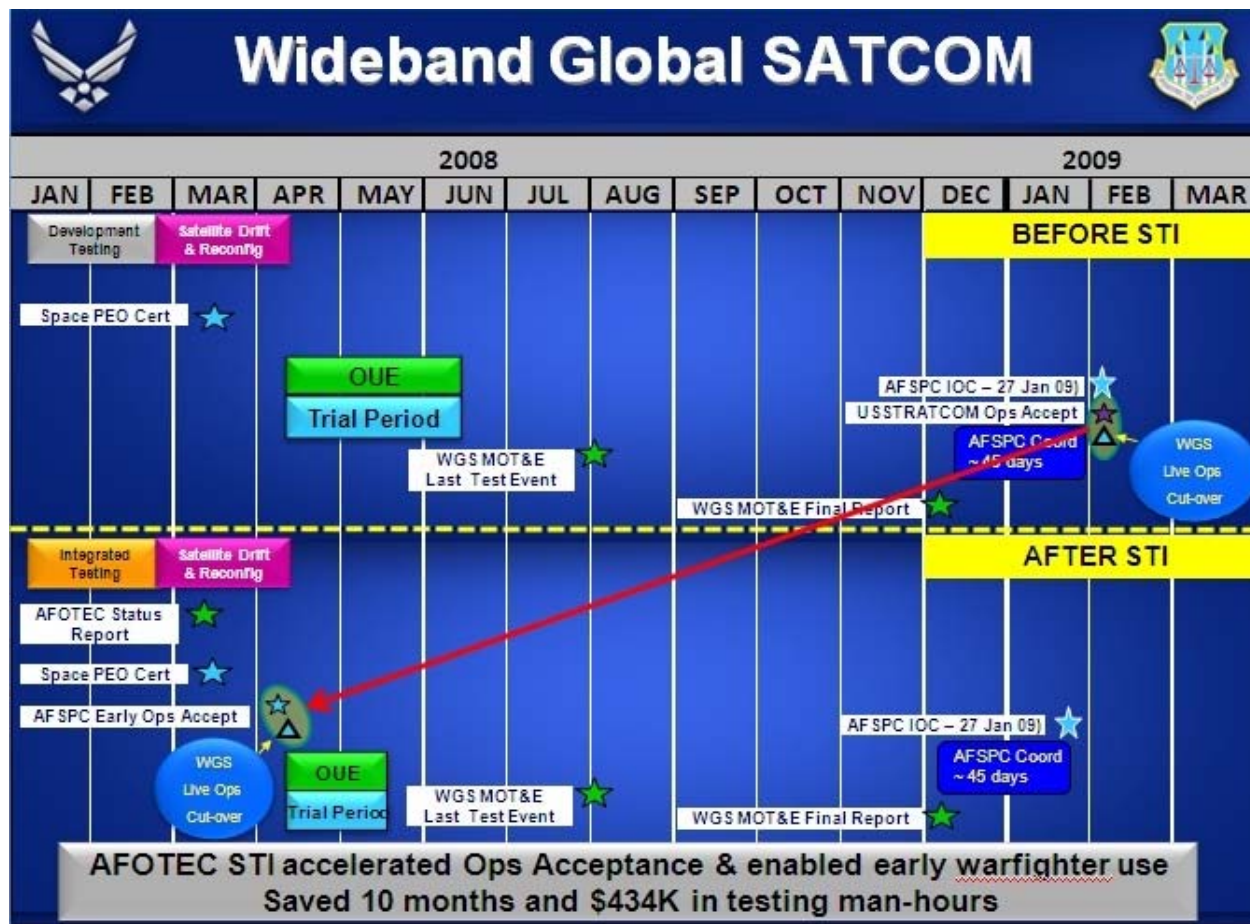 Wideband Global SATCOM
2008
2009
JAN FEB MAR APR MAY JUN JUL AUG SEP OCT NOV DEC JAN FEB MAR
Development
Testing
Satellite Drift
& Reconfig
BEFORE STI
Space PEO Cert
OUE
Trial Period
AFSPC IOC – 27 Jan 09)
USSTRATCOM Ops Accept
AFSPC Coord
~ 45 days
WGS
Live Ops
Cut-over
WGS MOT&E
Last Test Event
WGS MOT&E Final Report
Integrated
Testing
Satellite Drift
& Reconfig
AFTER STI
AFOTEC Status
Report
Space PEO Cert
AFSPC Early Ops Accept
WGS
Live Ops
Cut-over
OUE
Trial Period
AFSPC IOC – 27 Jan 09)
AFSPC Coord
~ 45 days
WGS MOT&E
Last Test Event
WGS MOT&E Final Report
AFOTEC STI accelerated Ops Acceptance & enabled early warfighter use
Saved 10 months and $434K in testing man-hours